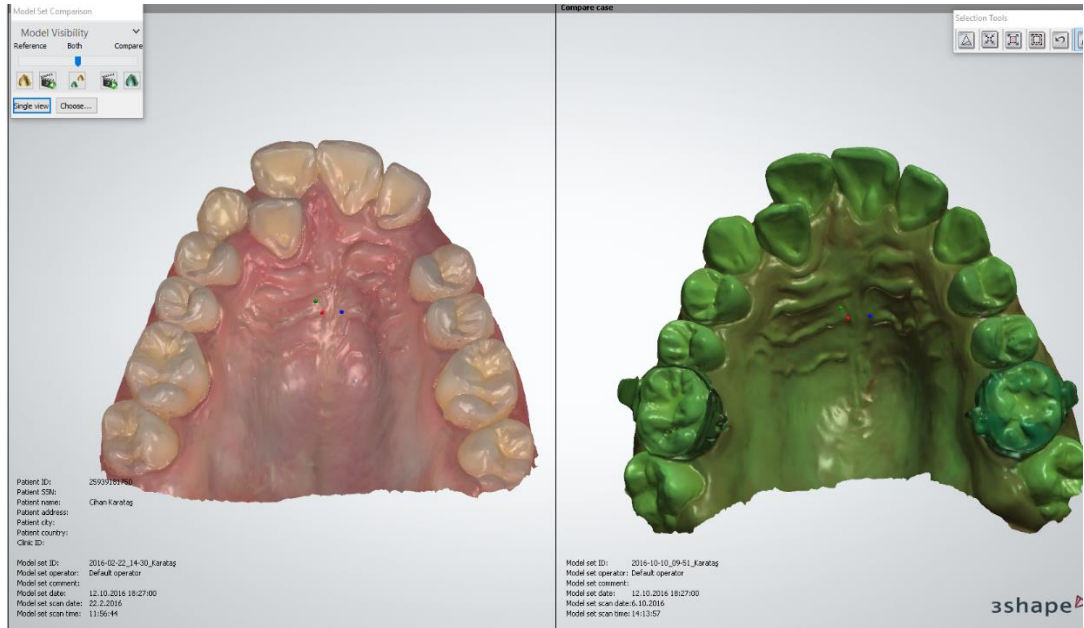 Model Set Comparison
Model Visibility
Reference Both Compare
Single view Choose...
Compare case
Selection Tools
Patient ID: 25939181750
Patient SSN:
Patient name: Cihan Karataş
Patient address:
Patient city:
Patient country:
Clinic ID:
Model set ID: 2016-02-22_14-30_Karataş
Model set operator: Default operator
Model set comment:
Model set date: 12.10.2016 18:27:00
Model set scan date: 22.2.2016
Model set scan time: 11:56:44
Model set ID: 2016-10-10_09-51_Karataş
Model set operator: Default operator
Model set comment:
Model set date: 12.10.2016 18:27:00
Model set scan date: 6.10.2016
Model set scan time: 14:13:57
3shape